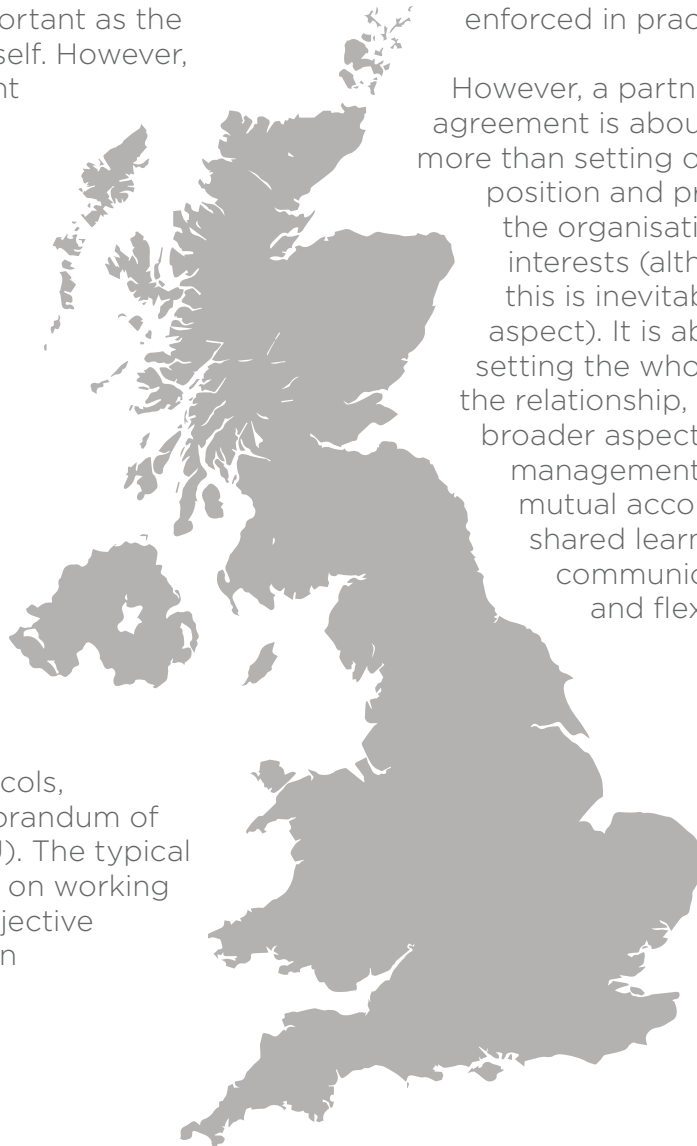 ortant as the
self. However,
nt
cols,
orandum of
). The typical
on working
jective
n
enforced in prac
However, a partn
agreement is abou
more than setting o
position and pr
the organisati
interests (alth
this is inevitab
aspect). It is ab
setting the who
the relationship,
broader aspect
management
mutual acco
shared learn
communic
and flex